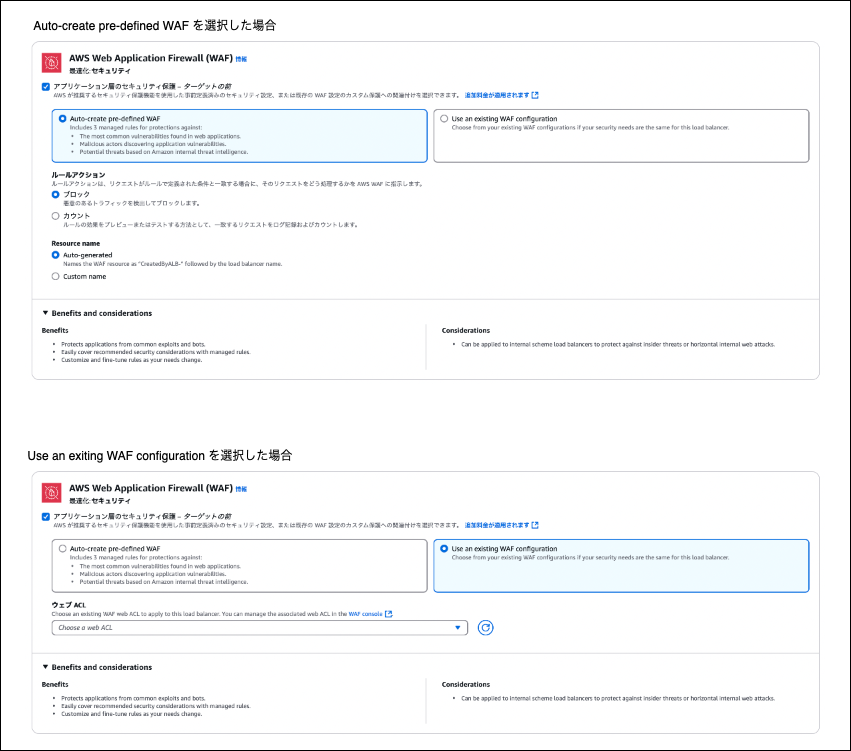 Auto-create pre-defined WAF を選択した場合
AWS Web Application Firewall (WAF) 情報
最適化: セキュリティ
アプリケーション層のセキュリティ保護 – ターゲットの前
AWS が推奨するセキュリティ保護機能を使用した事前定義済みのセキュリティ設定、または既存の WAF 設定のカスタム保護への関連付けを選択できます。 追加料金が適用されます
Auto-create pre-defined WAF
Includes 3 managed rules for protections against:
• The most common vulnerabilities found in web applications.
• Malicious actors discovering application vulnerabilities.
• Potential threats based on Amazon internal threat intelligence.
Use an existing WAF configuration
Choose from your existing WAF configurations if your security needs are the same for this load balancer.
ルールアクション
ルールアクションは、リクエストがルールで定義された条件と一致する場合に、そのリクエストをどう処理するかを AWS WAF に指示します。
ブロック
悪意のあるトラフィックを検出してブロックします。
カウント
ルールの効果をプレビューまたはテストする方法として、一致するリクエストをログ記録およびカウントします。
Resource name
Auto-generated
Names the WAF resource as "CreatedByALB-" followed by the load balancer name.
Custom name
▼ Benefits and considerations
Benefits
• Protects applications from common exploits and bots.
• Easily cover recommended security considerations with managed rules.
• Customize and fine-tune rules as your needs change.
Considerations
• Can be applied to internal scheme load balancers to protect against insider threats or horizontal internal web attacks.
Use an exiting WAF configuration を選択した場合
AWS Web Application Firewall (WAF) 情報
最適化: セキュリティ
アプリケーション層のセキュリティ保護 – ターゲットの前
AWS が推奨するセキュリティ保護機能を使用した事前定義済みのセキュリティ設定、または既存の WAF 設定のカスタム保護への関連付けを選択できます。 追加料金が適用されます
Auto-create pre-defined WAF
Includes 3 managed rules for protections against:
• The most common vulnerabilities found in web applications.
• Malicious actors discovering application vulnerabilities.
• Potential threats based on Amazon internal threat intelligence.
Use an existing WAF configuration
Choose from your existing WAF configurations if your security needs are the same for this load balancer.
ウェブ ACL
Choose an existing WAF web ACL to apply to this load balancer. You can manage the associated web ACL in the WAF console
Choose a web ACL
▼ Benefits and considerations
Benefits
• Protects applications from common exploits and bots.
• Easily cover recommended security considerations with managed rules.
• Customize and fine-tune rules as your needs change.
Considerations
• Can be applied to internal scheme load balancers to protect against insider threats or horizontal internal web attacks.